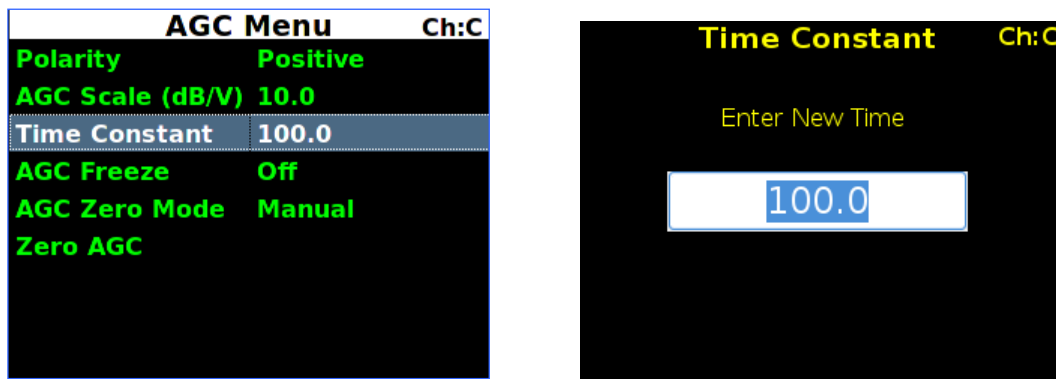 AGC Menu Ch:C
Polarity Positive
AGC Scale (dB/V) 10.0
Time Constant 100.0
AGC Freeze Off
AGC Zero Mode Manual
Zero AGC
Time Constant Ch:C
Enter New Time
100.0